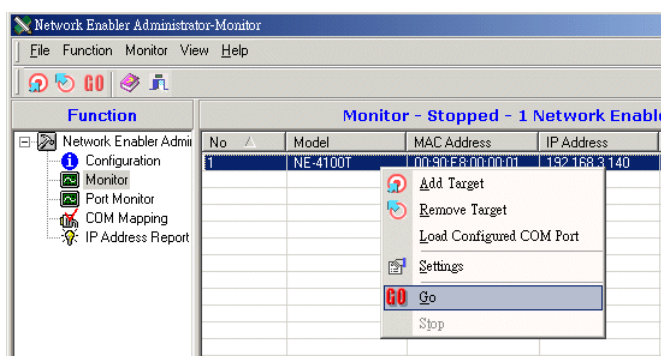 Network Enabler Administrator-Monitor
File Function Monitor View Help
GO
Function
Monitor - Stopped - 1 Network Enabl
Network Enabler Admi
Configuration
Monitor
Port Monitor
COM Mapping
IP Address Report
No Model MAC Address IP Address
1 NE-4100T 00:90:E8:00:00:01 192.168.3.140
Add Target
Remove Target
Load Configured COM Port
Settings
GO Go
Stop